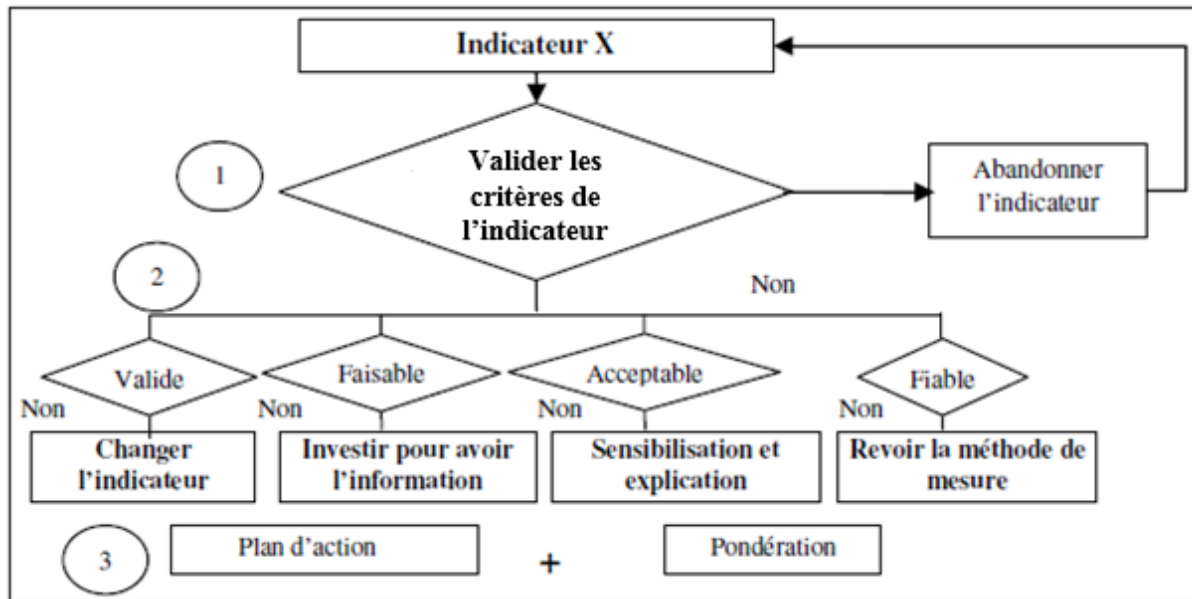 Indicateur X
1
Valider les
critères de
l'indicateur
Abandonner
l'indicateur
2
Non
Valide
Faisable
Acceptable
Fiable
Non
Non
Non
Non
Changer
l'indicateur
Investir pour avoir
l'information
Sensibilisation et
explication
Revoir la méthode de
mesure
3
Plan d'action
+
Pondération